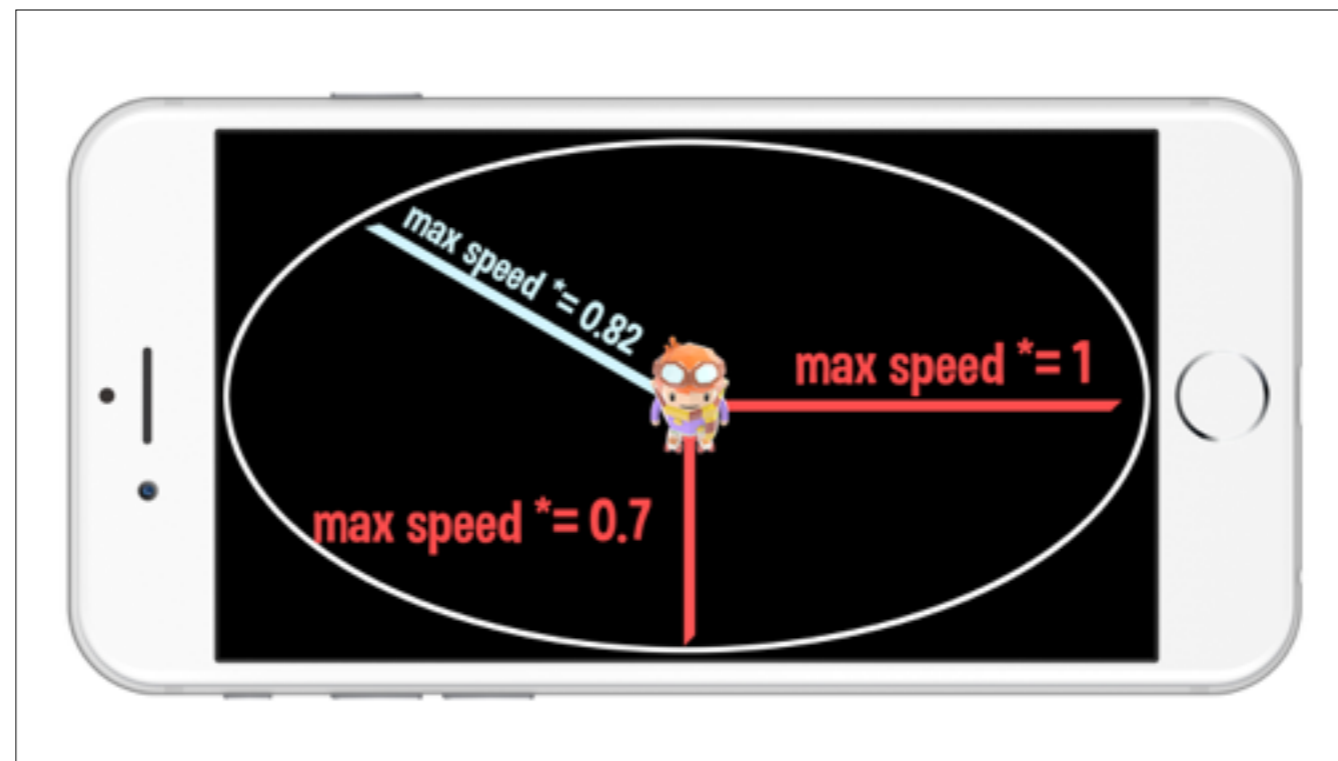 max speed *= 0.82
max speed *= 1
max speed *= 0.7